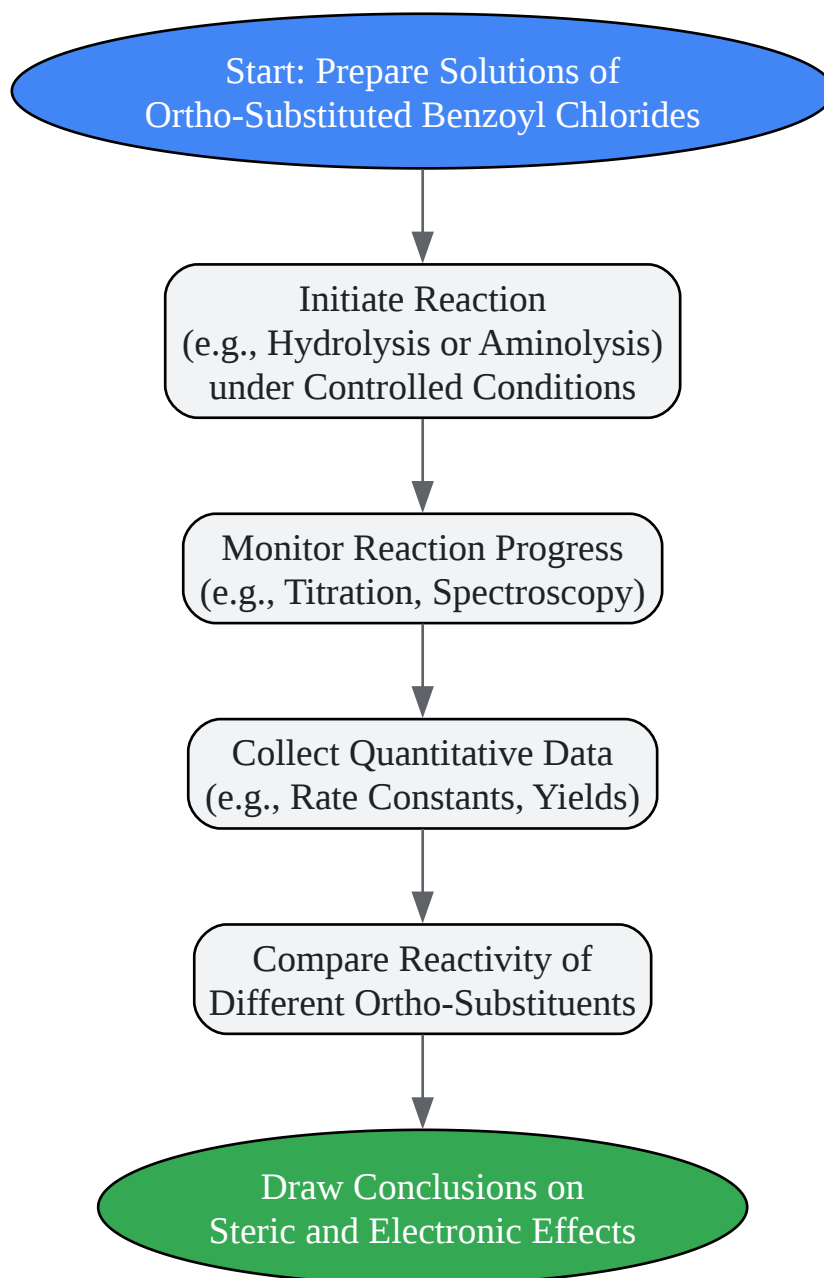 Start: Prepare Solutions of
Ortho-Substituted Benzoyl Chlorides
Initiate Reaction
(e.g., Hydrolysis or Aminolysis)
under Controlled Conditions
Monitor Reaction Progress
(e.g., Titration, Spectroscopy)
Collect Quantitative Data
(e.g., Rate Constants, Yields)
Compare Reactivity of
Different Ortho-Substituents
Draw Conclusions on
Steric and Electronic Effects